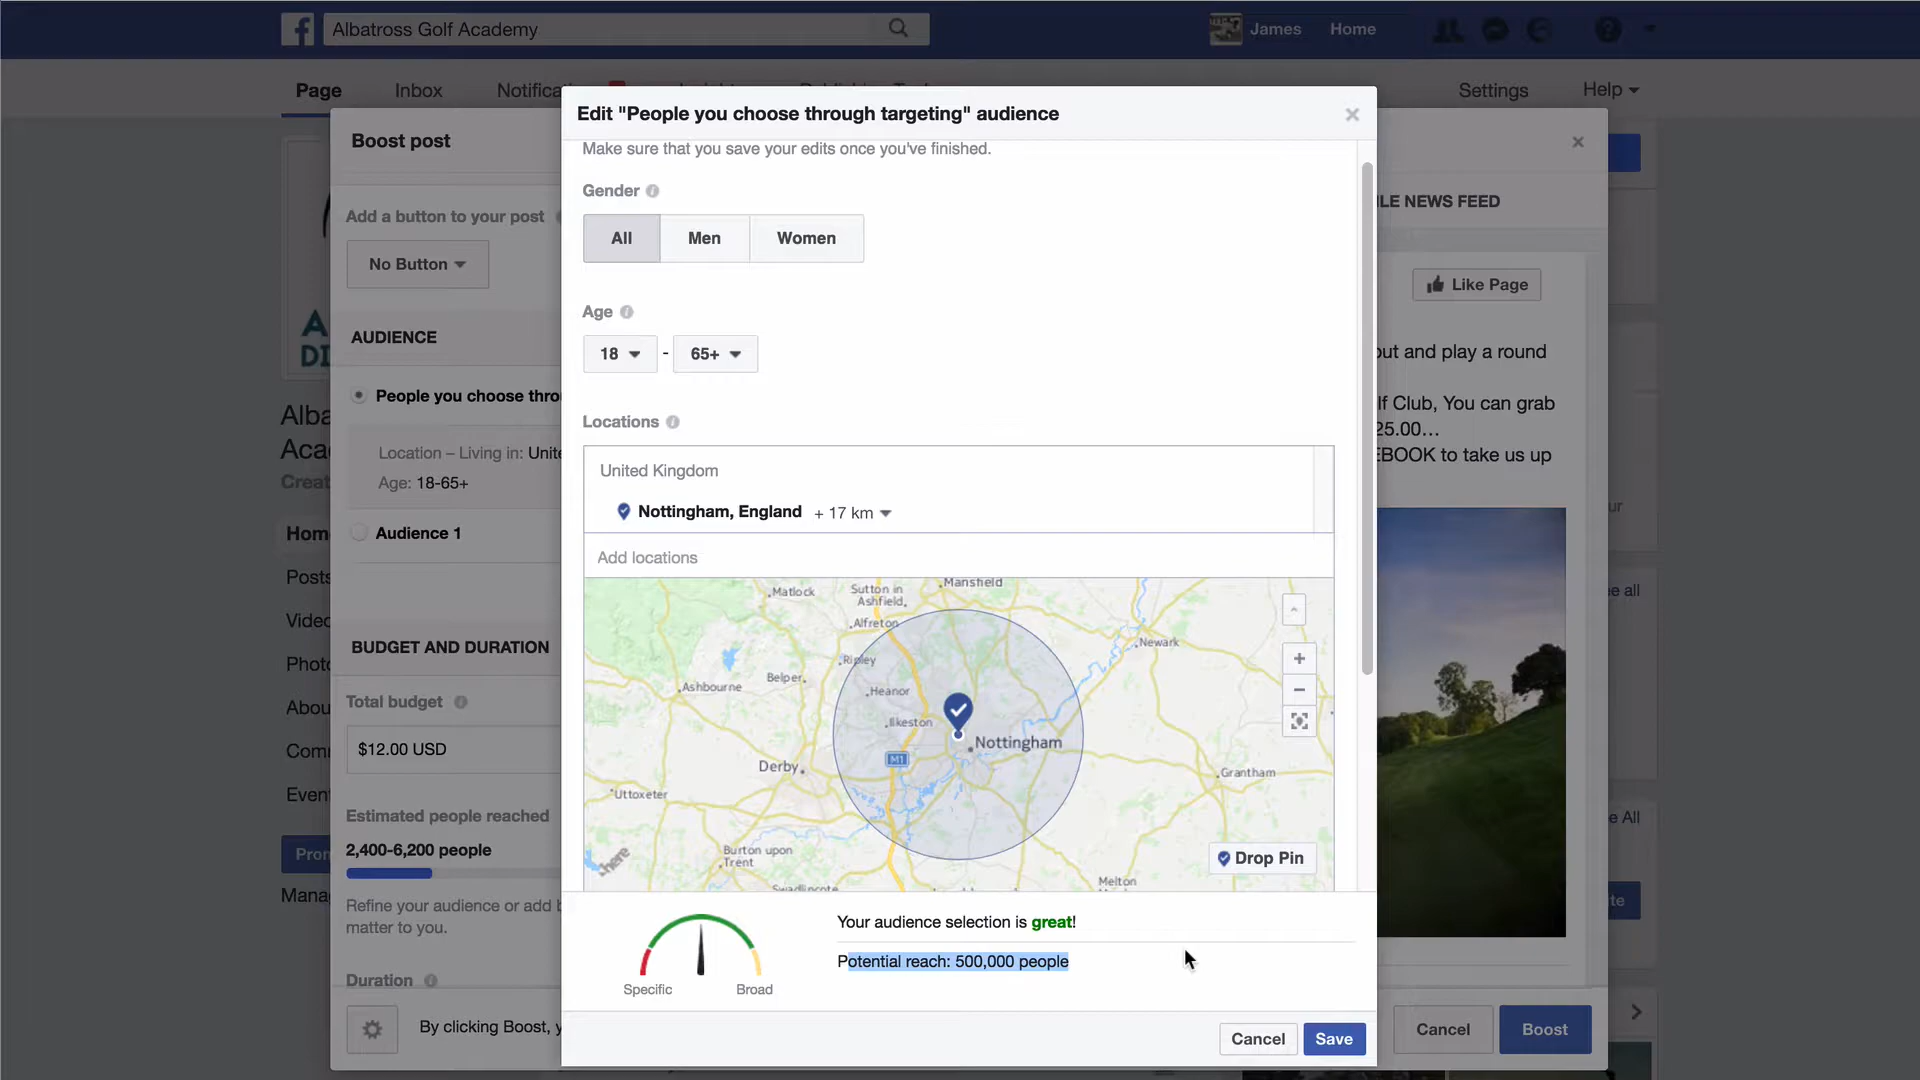 Albatross Golf Academy
James
Home
Page
Inbox
Settings
Help
Edit "People you choose through targeting" audience
Boost post
Make sure that you save your edits once you've finished.
Gender
All
Men
Women
Age
18
-
65+
Locations
United Kingdom
Nottingham, England + 17 km
Add locations
Matlock
Sutton in
Ashfield
Mansfield
Alfreton
Newark
Ripley
Belper
Ashbourne
Heanor
Ilkeston
Nottingham
M1
Derby
Grantham
Uttoxeter
Burton upon
Trent
Melton
here
Drop Pin
Your audience selection is great!
Potential reach: 500,000 people
Specific
Broad
Cancel
Save
Add a button to your post
No Button
AUDIENCE
People you choose thro
Location – Living in: Unite
Age: 18-65+
Audience 1
BUDGET AND DURATION
Total budget
$12.00 USD
Estimated people reached
2,400-6,200 people
Refine your audience or add b
matter to you.
Duration
By clicking Boost, y
LE NEWS FEED
Like Page
out and play a round
lf Club, You can grab
25.00...
EBOOK to take us up
Cancel
Boost